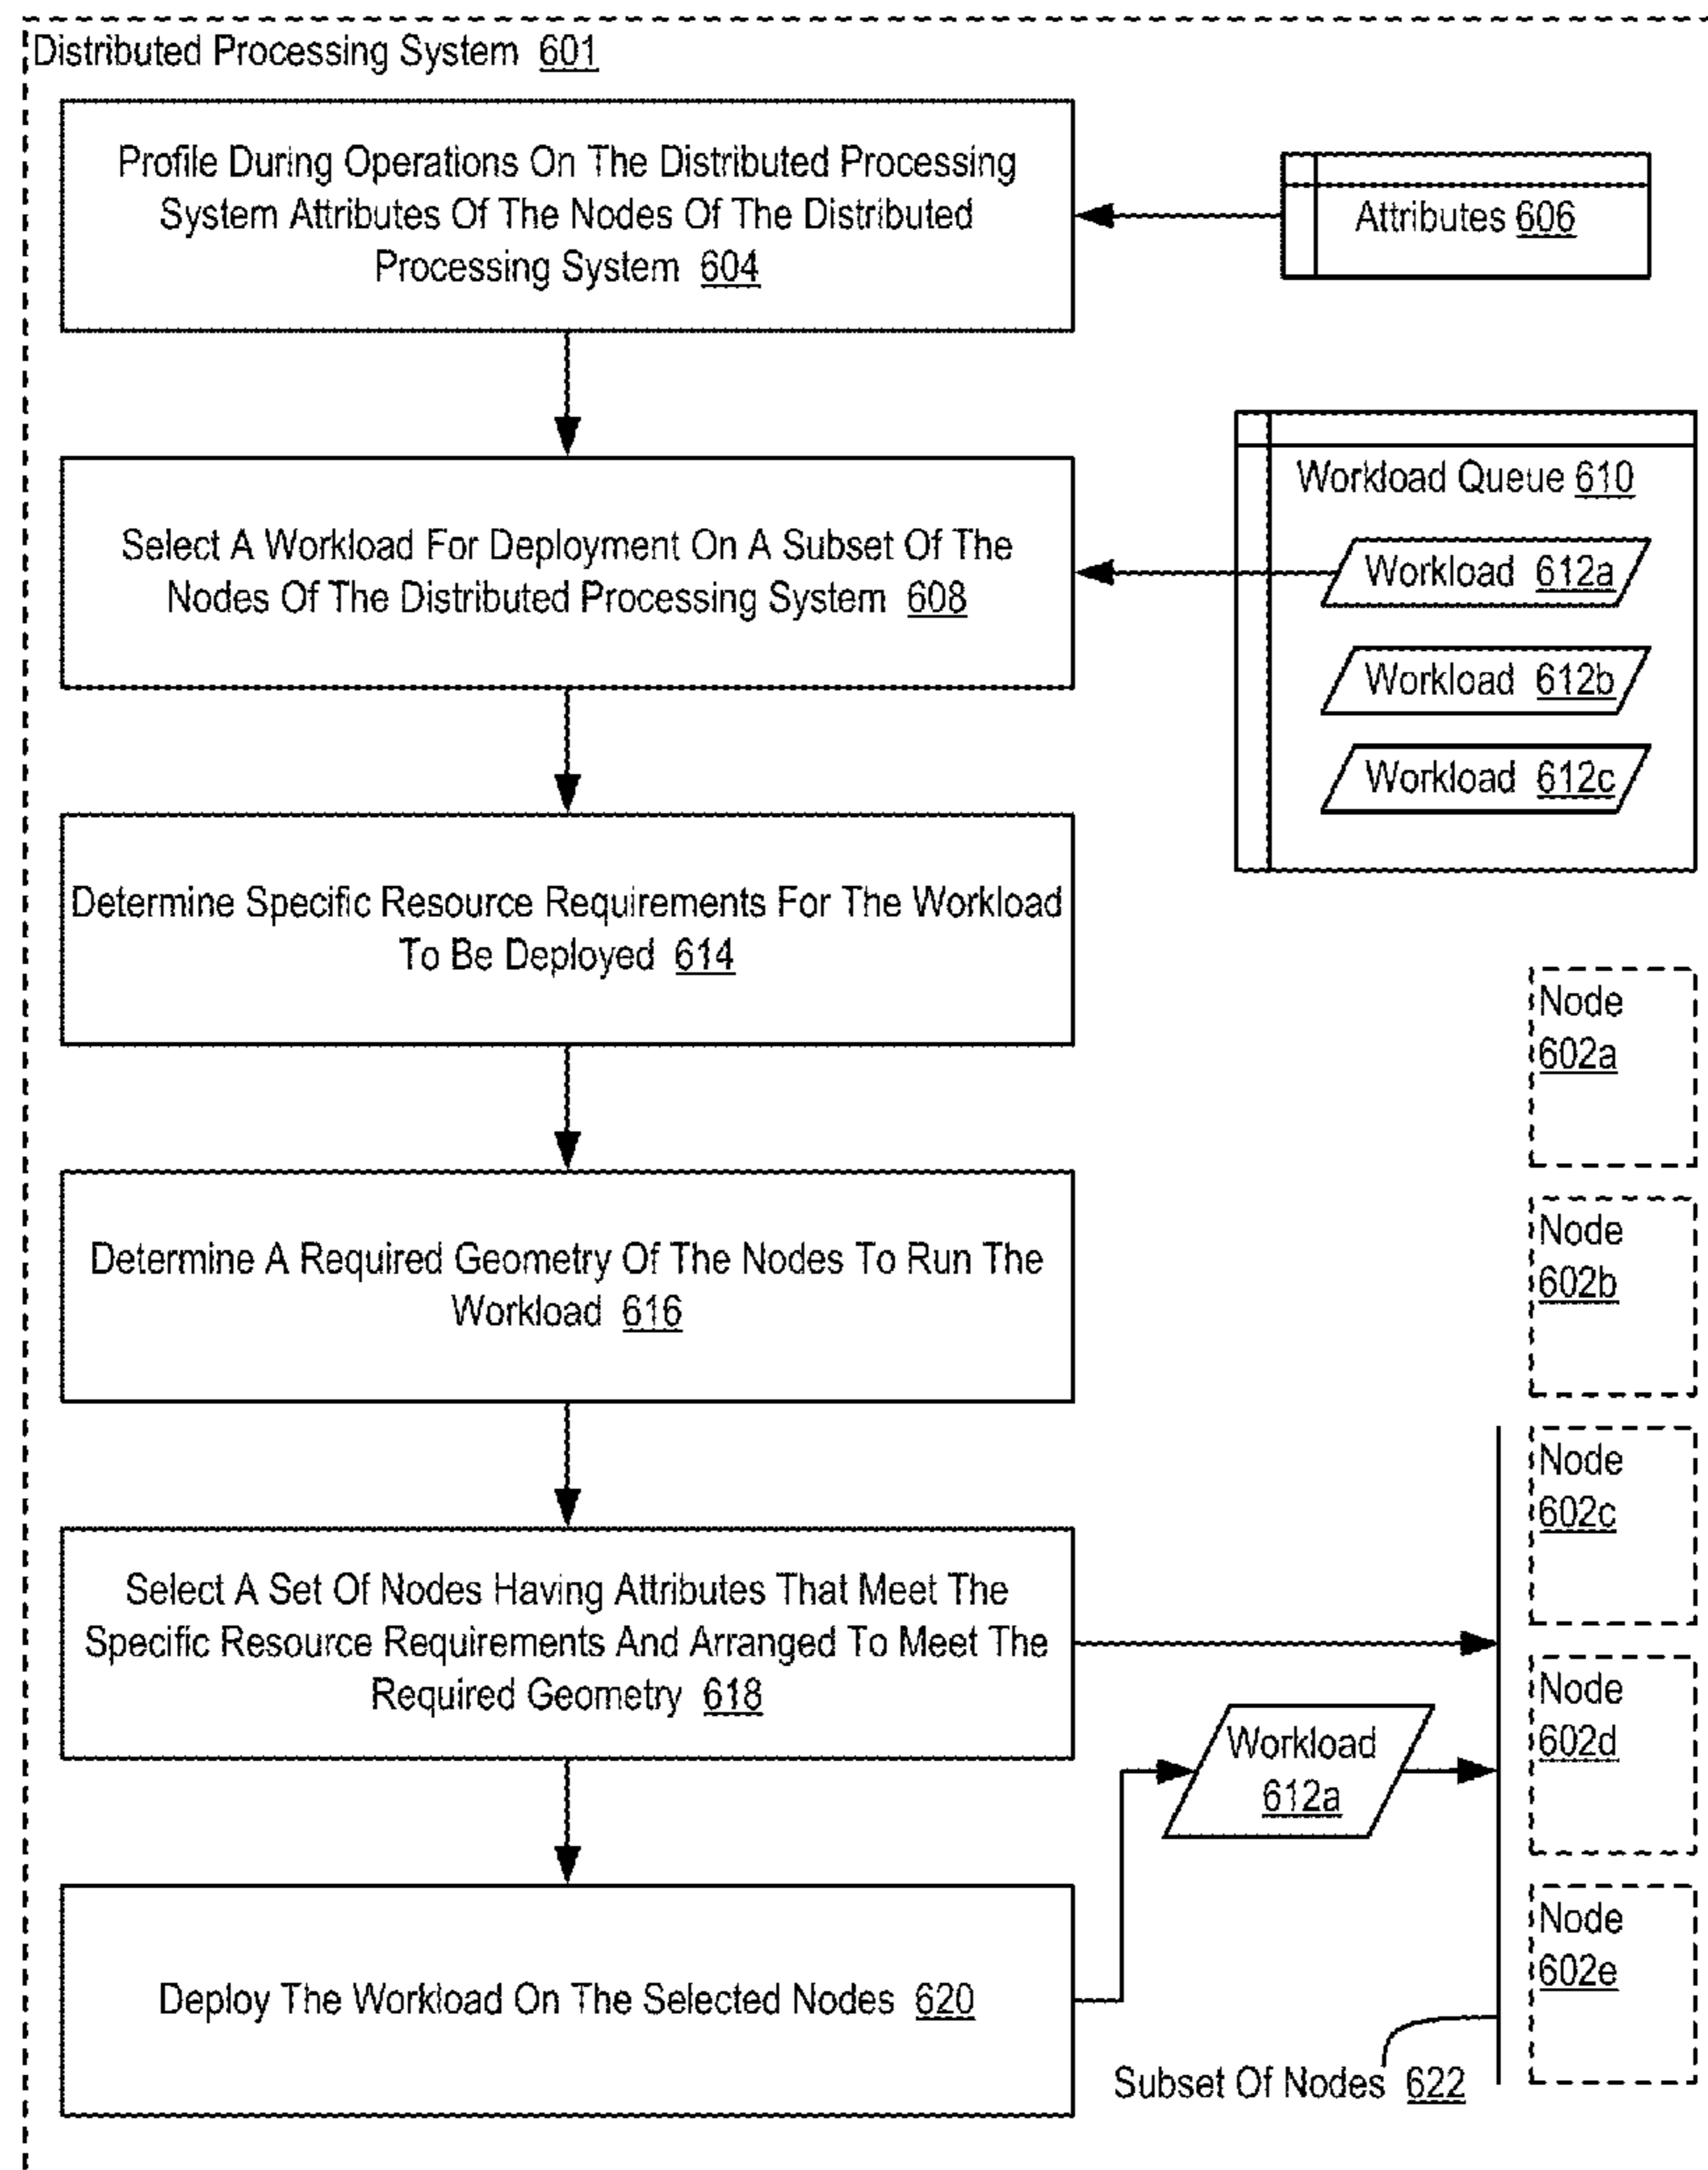 Distributed Processing System 601
Profile During Operations On The Distributed Processing
System Attributes Of The Nodes Of The Distributed
Processing System 604
Attributes 606
Select A Workload For Deployment On A Subset Of The
Nodes Of The Distributed Processing System 608
Workload Queue 610
Workload 612a
Workload 612b
Workload 612c
Determine Specific Resource Requirements For The Workload
To Be Deployed 614
Node
602a
Determine A Required Geometry Of The Nodes To Run The
Workload 616
Node
602b
Node
602c
Select A Set Of Nodes Having Attributes That Meet The
Specific Resource Requirements And Arranged To Meet The
Required Geometry 618
Node
602d
Workload
612a
Deploy The Workload On The Selected Nodes 620
Node
602e
Subset Of Nodes 622